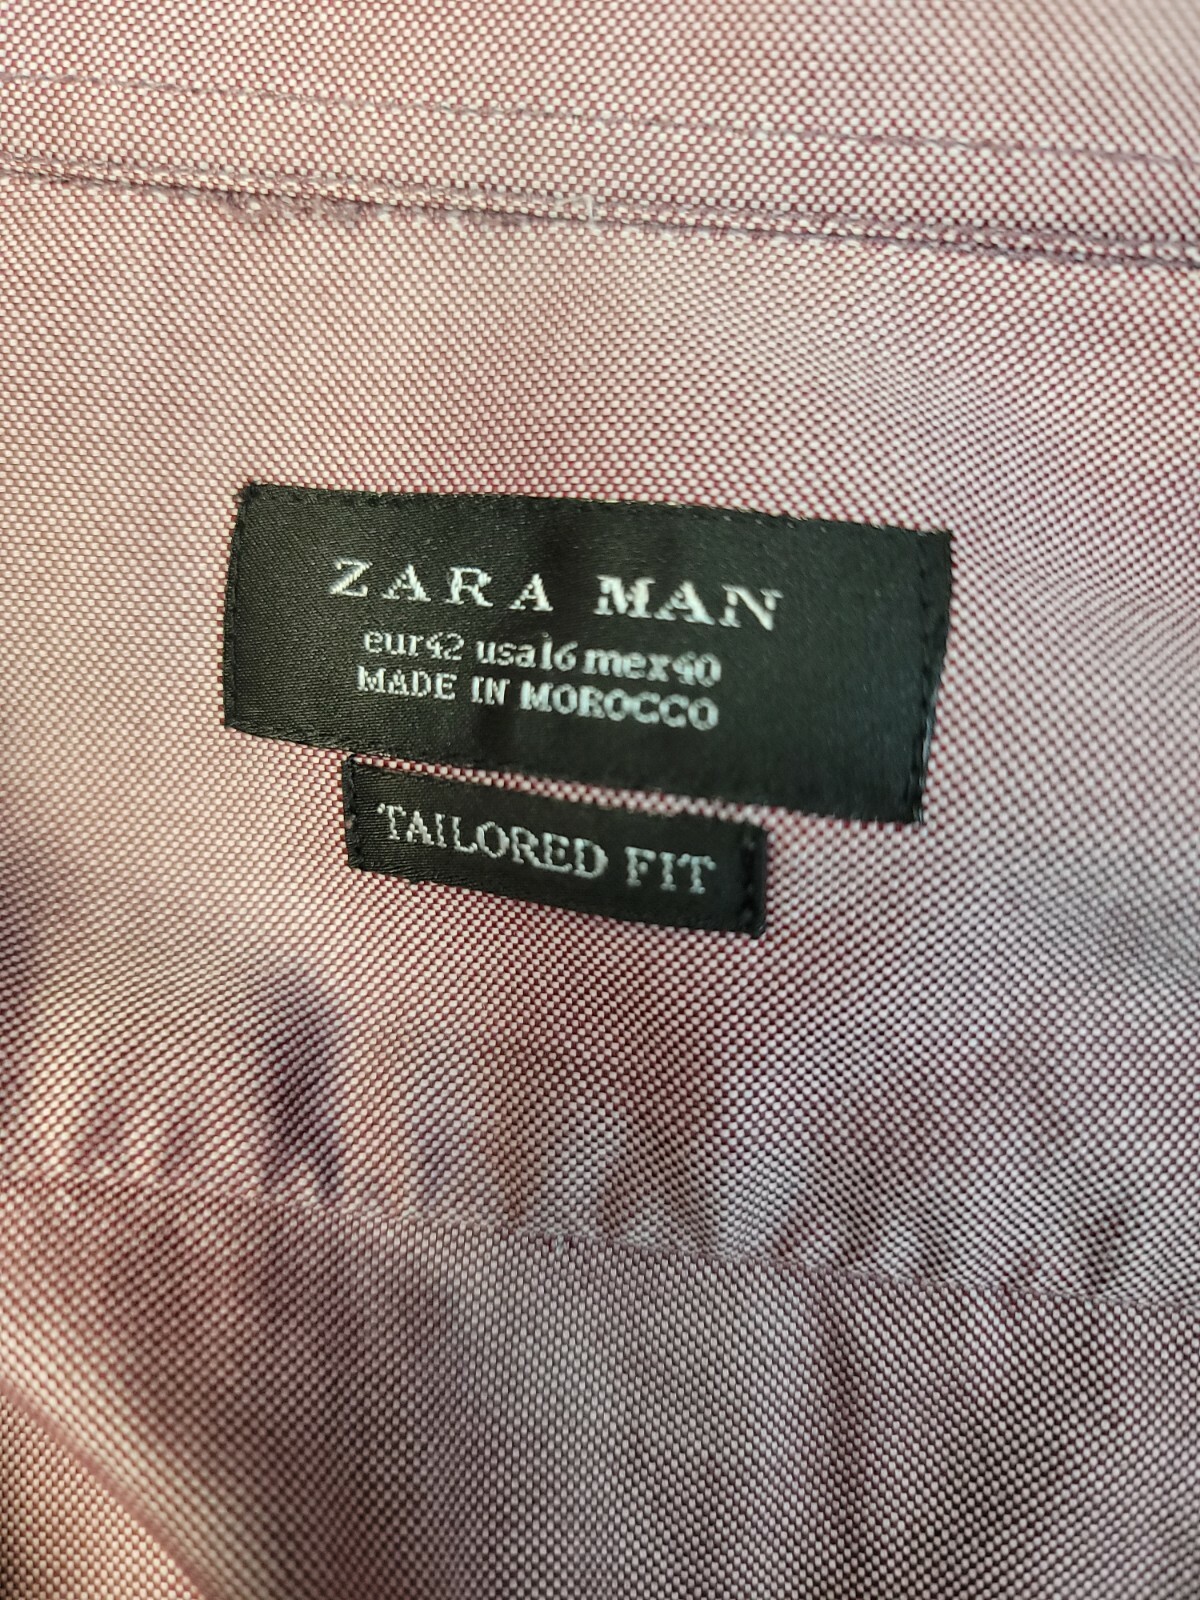 ZARA MAN
eur42 usa16 mex40
MADE IN MOROCCO
TAILORED FIT